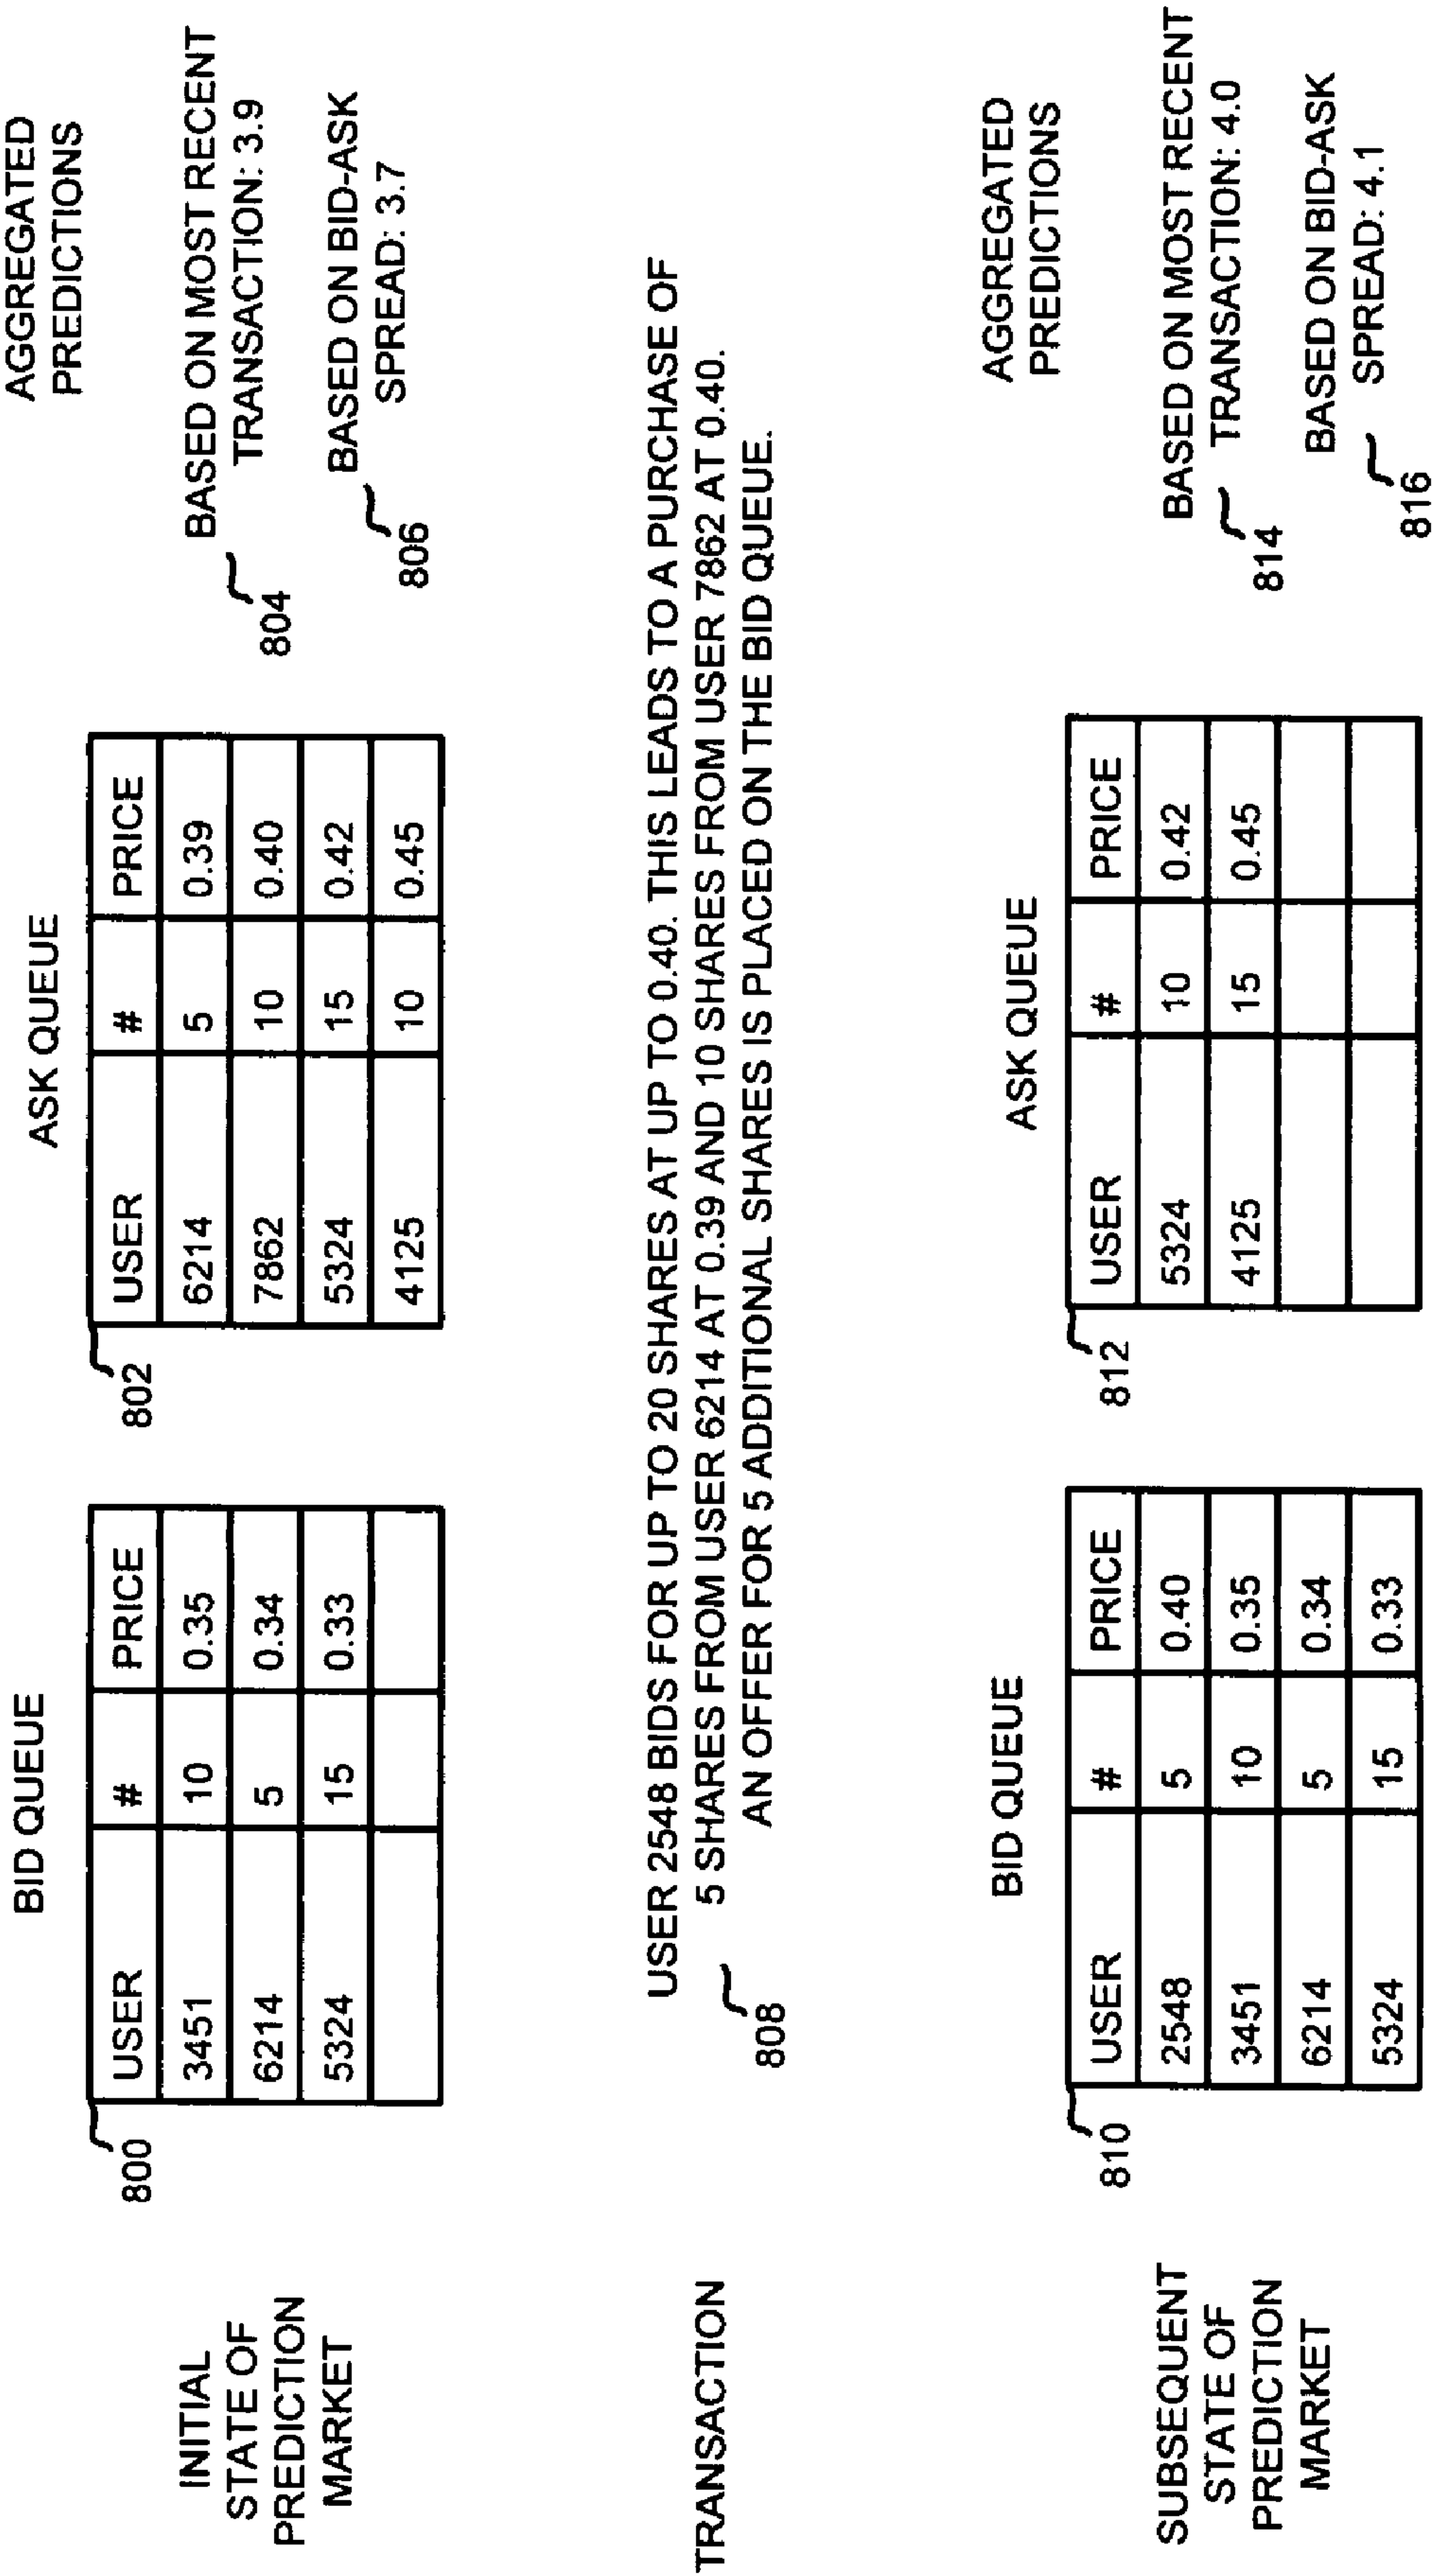 INITIAL
STATE OF
PREDICTION
MARKET
BID QUEUE
800
USER # PRICE
3451 10 0.35
6214 5 0.34
5324 15 0.33
ASK QUEUE
802
USER # PRICE
6214 5 0.39
7862 10 0.40
5324 15 0.42
4125 10 0.45
AGGREGATED
PREDICTIONS
BASED ON MOST RECENT
TRANSACTION: 3.9
804
BASED ON BID-ASK
SPREAD: 3.7
806
TRANSACTION
USER 2548 BIDS FOR UP TO 20 SHARES AT UP TO 0.40. THIS LEADS TO A PURCHASE OF
5 SHARES FROM USER 6214 AT 0.39 AND 10 SHARES FROM USER 7862 AT 0.40.
AN OFFER FOR 5 ADDITIONAL SHARES IS PLACED ON THE BID QUEUE.
808
SUBSEQUENT
STATE OF
PREDICTION
MARKET
BID QUEUE
810
USER # PRICE
2548 5 0.40
3451 10 0.35
6214 5 0.34
5324 15 0.33
ASK QUEUE
812
USER # PRICE
5324 10 0.42
4125 15 0.45
AGGREGATED
PREDICTIONS
BASED ON MOST RECENT
TRANSACTION: 4.0
814
BASED ON BID-ASK
SPREAD: 4.1
816